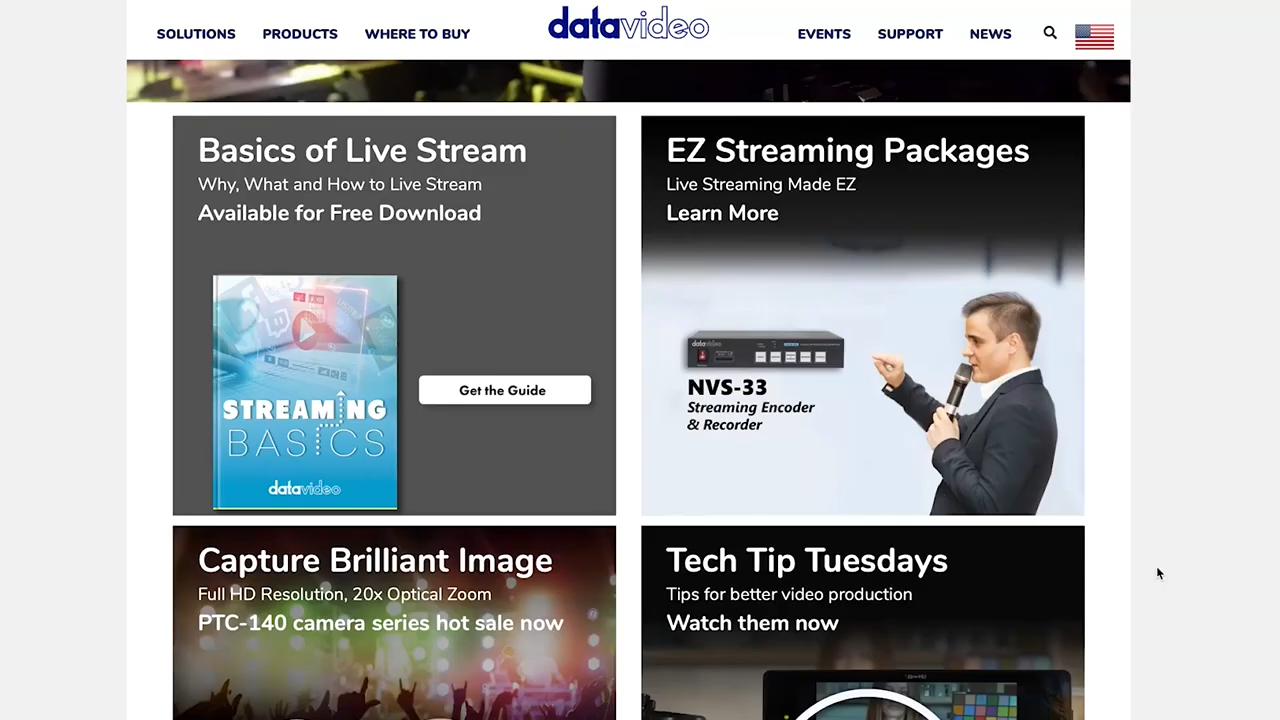 SOLUTIONS PRODUCTS WHERE TO BUY datavideo EVENTS SUPPORT NEWS
Basics of Live Stream
Why, What and How to Live Stream
Available for Free Download
STREAMING
BASICS
datavideo
Get the Guide
EZ Streaming Packages
Live Streaming Made EZ
Learn More
datavideo
NVS-33
Streaming Encoder
& Recorder
Capture Brilliant Image
Full HD Resolution, 20x Optical Zoom
PTC-140 camera series hot sale now
Tech Tip Tuesdays
Tips for better video production
Watch them now